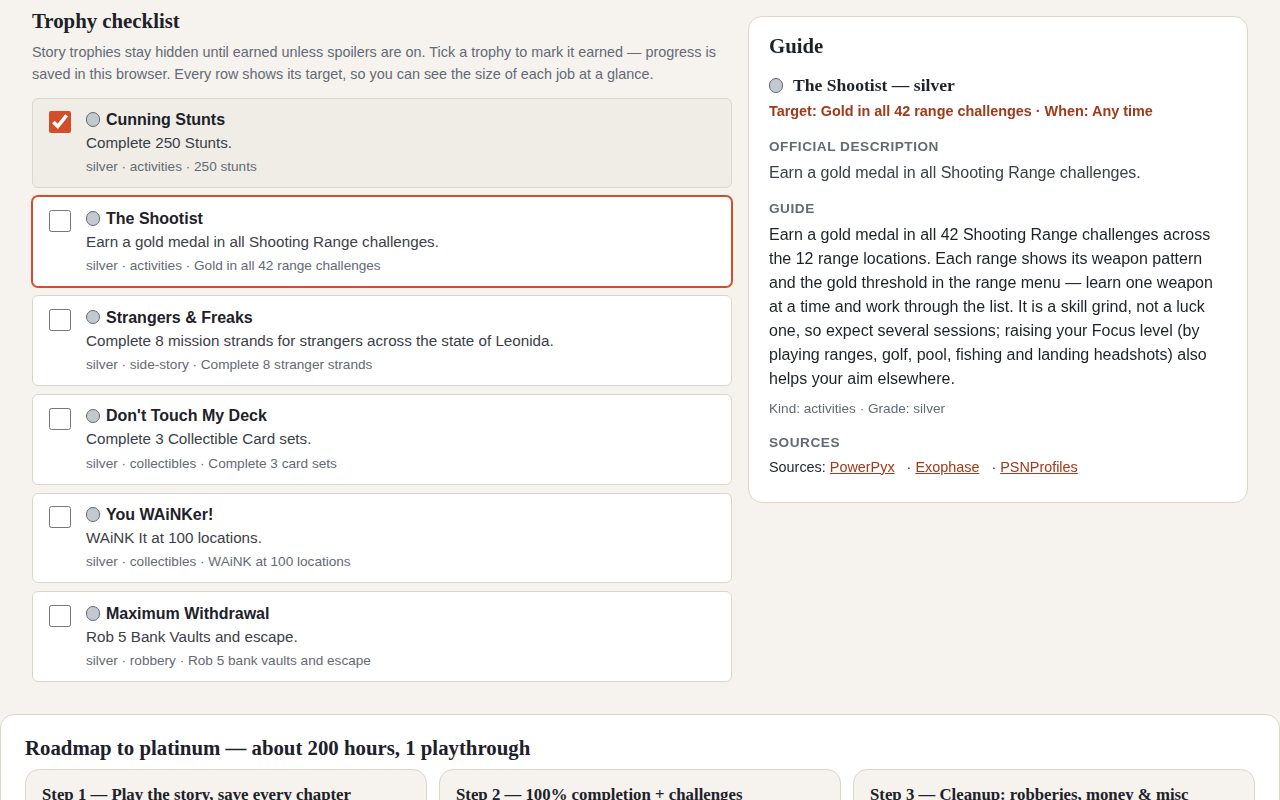 Trophy checklist
Story trophies stay hidden until earned unless spoilers are on. Tick a trophy to mark it earned — progress is
saved in this browser. Every row shows its target, so you can see the size of each job at a glance.
Cunning Stunts
Complete 250 Stunts.
silver · activities · 250 stunts
The Shootist
Earn a gold medal in all Shooting Range challenges.
silver · activities · Gold in all 42 range challenges
Strangers & Freaks
Complete 8 mission strands for strangers across the state of Leonida.
silver · side-story · Complete 8 stranger strands
Don't Touch My Deck
Complete 3 Collectible Card sets.
silver · collectibles · Complete 3 card sets
You WAiNKer!
WAiNK It at 100 locations.
silver · collectibles · WAiNK at 100 locations
Maximum Withdrawal
Rob 5 Bank Vaults and escape.
silver · robbery · Rob 5 bank vaults and escape
Guide
The Shootist — silver
Target: Gold in all 42 range challenges · When: Any time
OFFICIAL DESCRIPTION
Earn a gold medal in all Shooting Range challenges.
GUIDE
Earn a gold medal in all 42 Shooting Range challenges across
the 12 range locations. Each range shows its weapon pattern
and the gold threshold in the range menu — learn one weapon
at a time and work through the list. It is a skill grind, not a luck
one, so expect several sessions; raising your Focus level (by
playing ranges, golf, pool, fishing and landing headshots) also
helps your aim elsewhere.
Kind: activities · Grade: silver
SOURCES
Sources: PowerPyx · Exophase · PSNProfiles
Roadmap to platinum — about 200 hours, 1 playthrough
Step 1 — Play the story, save every chapter
Step 2 — 100% completion + challenges
Step 3 — Cleanup: robberies, money & misc